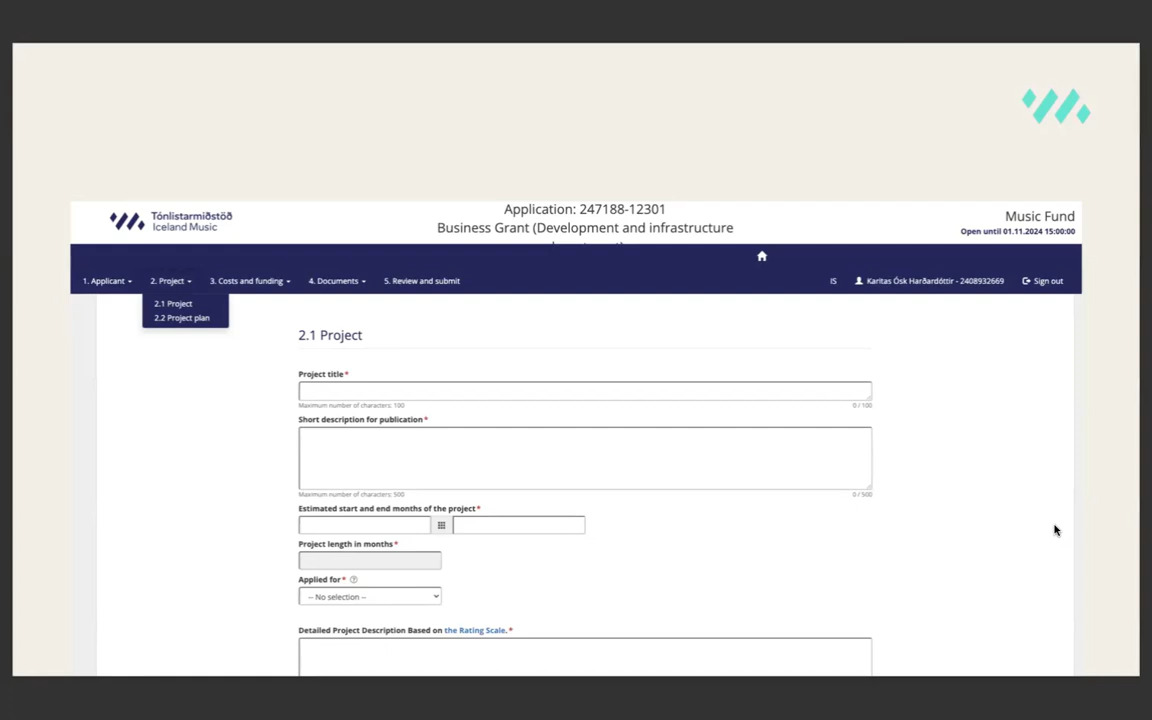 Tónlistarmiðstöð
Iceland Music
Application: 247188-12301
Business Grant (Development and infrastructure
Music Fund
Open until 01.11.2024 15:00:00
1. Applicant
2. Project
3. Costs and funding
4. Documents
5. Review and submit
IS
Karitas Ósk Harðardóttir - 2408932669
Sign out
2.1 Project
2.2 Project plan
2.1 Project
Project title*
Maximum number of characters: 100
0 / 100
Short description for publication*
Maximum number of characters: 500
0 / 500
Estimated start and end months of the project*
Project length in months*
Applied for*
-- No selection --
Detailed Project Description Based on the Rating Scale.*